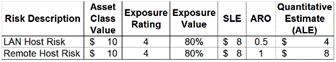 Risk Description Asset Class Value Exposure Rating Exposure Value SLE ARO Quantitative Estimate (ALE)
LAN Host Risk $ 10 4 80% $ 8 0.5 $ 4
Remote Host Risk $ 10 4 80% $ 8 1 $ 8